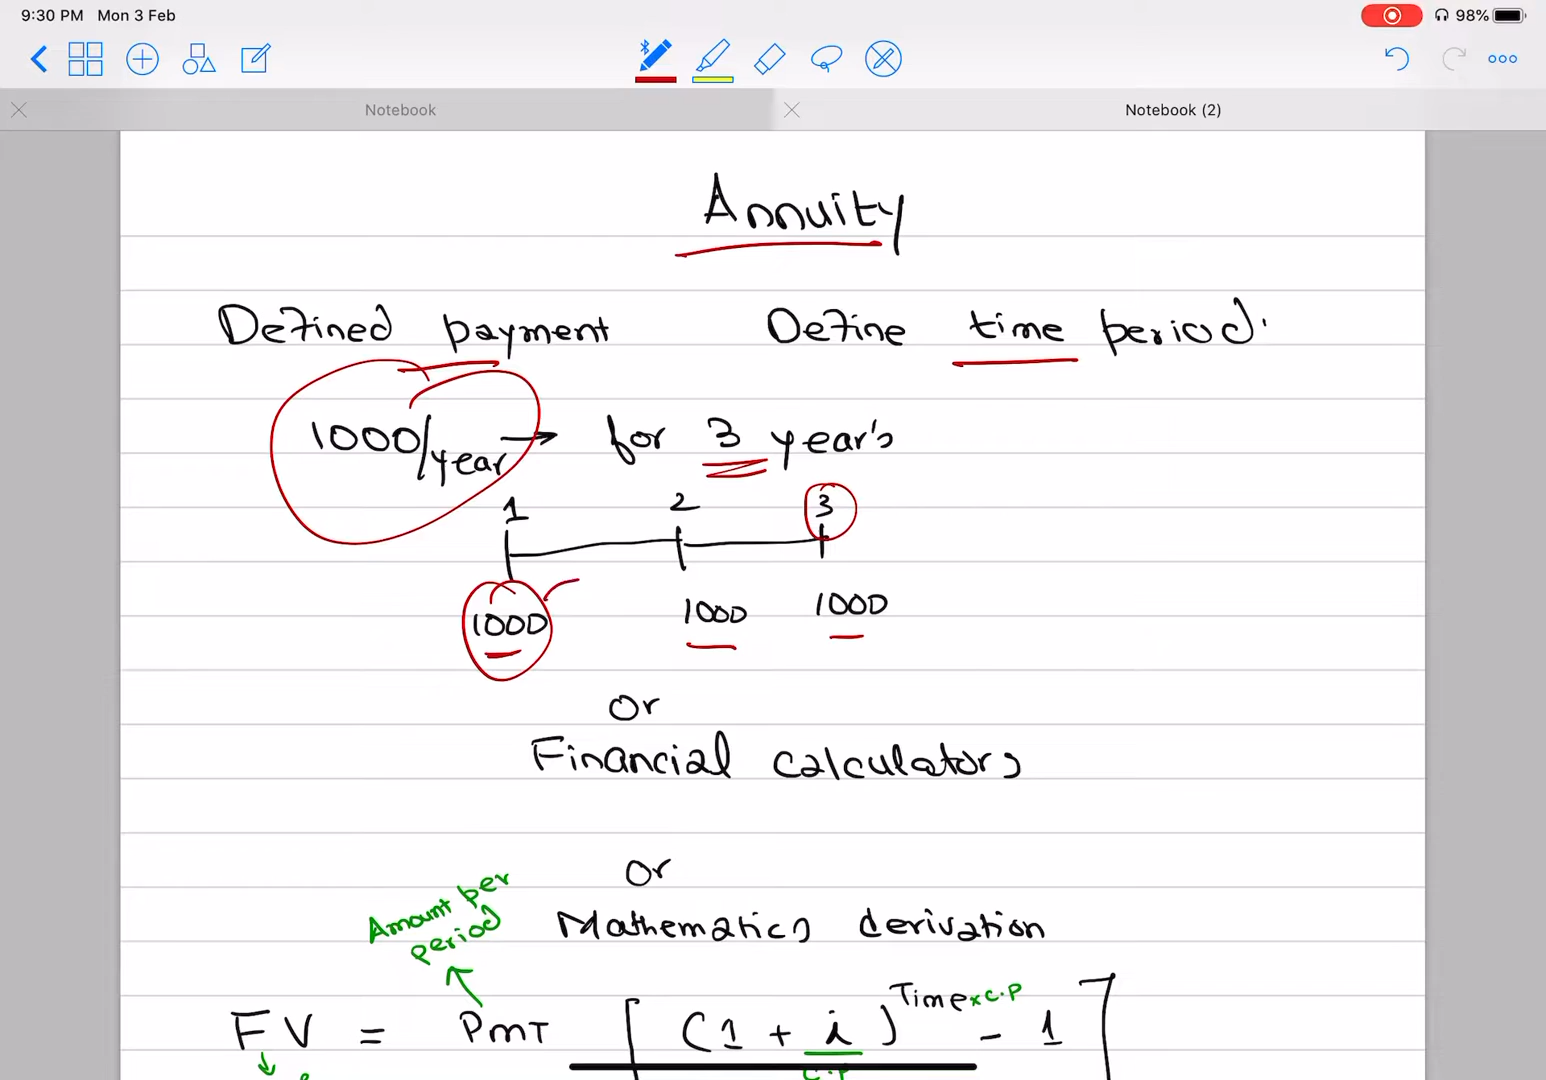 9:30 PM Mon 3 Feb
98%
Notebook
Notebook (2)
Annuity
Defined payment Define time period.
1000/year → for 3 year's
1 2 3
1000 1000 1000
Or
Financial calculators
Or
Amount per
period
Mathematics derivation
FV = PmT [ (1 + i)^Time×C.P - 1 ]
C.P